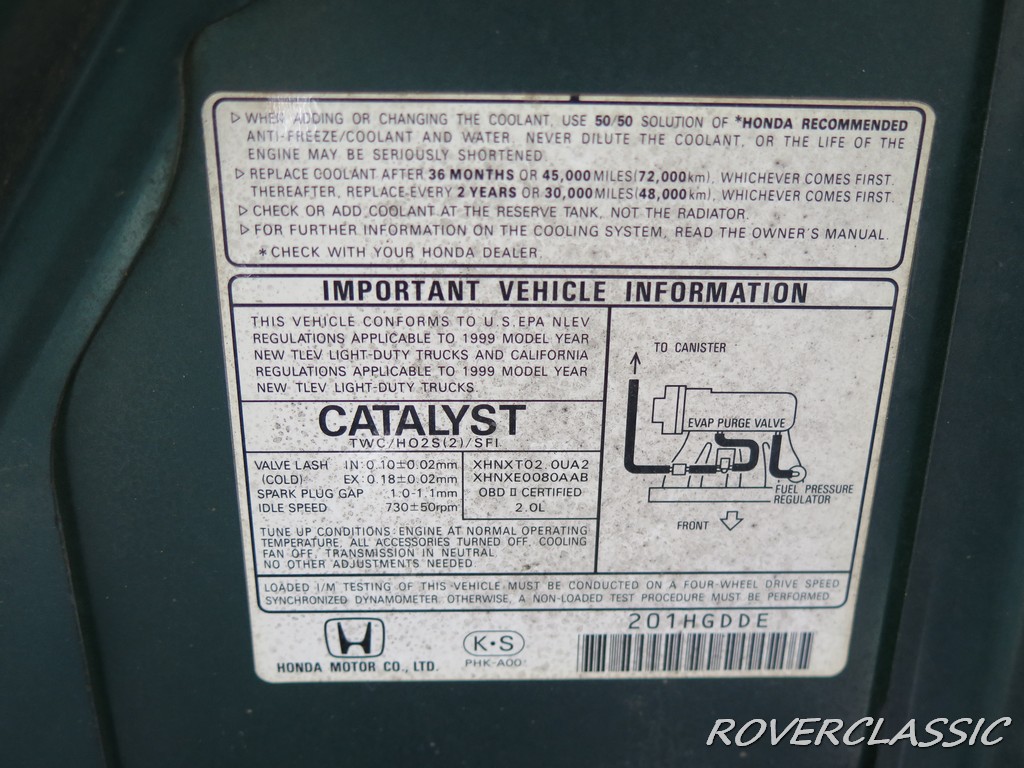 ▷ WHEN ADDING OR CHANGING THE COOLANT, USE 50/50 SOLUTION OF *HONDA RECOMMENDED
ANTI-FREEZE/COOLANT AND WATER. NEVER DILUTE THE COOLANT, OR THE LIFE OF THE
ENGINE MAY BE SERIOUSLY SHORTENED.
▷ REPLACE COOLANT AFTER 36 MONTHS OR 45,000MILES(72,000km), WHICHEVER COMES FIRST.
THEREAFTER, REPLACE EVERY 2 YEARS OR 30,000MILES(48,000km), WHICHEVER COMES FIRST.
▷ CHECK OR ADD COOLANT AT THE RESERVE TANK, NOT THE RADIATOR.
▷ FOR FURTHER INFORMATION ON THE COOLING SYSTEM, READ THE OWNER'S MANUAL.
*CHECK WITH YOUR HONDA DEALER.
IMPORTANT VEHICLE INFORMATION
THIS VEHICLE CONFORMS TO U.S.EPA NLEV
REGULATIONS APPLICABLE TO 1999 MODEL YEAR
NEW TLEV LIGHT-DUTY TRUCKS AND CALIFORNIA
REGULATIONS APPLICABLE TO 1999 MODEL YEAR
NEW TLEV LIGHT-DUTY TRUCKS.
CATALYST
TWC/HO2S(2)/SFI
VALVE LASH IN: 0.10±0.02mm
(COLD) EX: 0.18±0.02mm
SPARK PLUG GAP 1.0-1.1mm
IDLE SPEED 730±50rpm
XHNXT02.0UA2
XHNXE0080AAB
OBD II CERTIFIED
2.0L
TUNE UP CONDITIONS: ENGINE AT NORMAL OPERATING
TEMPERATURE, ALL ACCESSORIES TURNED OFF, COOLING
FAN OFF, TRANSMISSION IN NEUTRAL
NO OTHER ADJUSTMENTS NEEDED
TO CANISTER
EVAP PURGE VALVE
FUEL PRESSURE
REGULATOR
FRONT
LOADED I/M TESTING OF THIS VEHICLE MUST BE CONDUCTED ON A FOUR-WHEEL DRIVE SPEED
SYNCHRONIZED DYNAMOMETER. OTHERWISE, A NON-LOADED TEST PROCEDURE MUST BE PERFORMED.
HONDA MOTOR CO., LTD.
K·S
PHK-A00
201HGDDE
ROVERCLASSIC